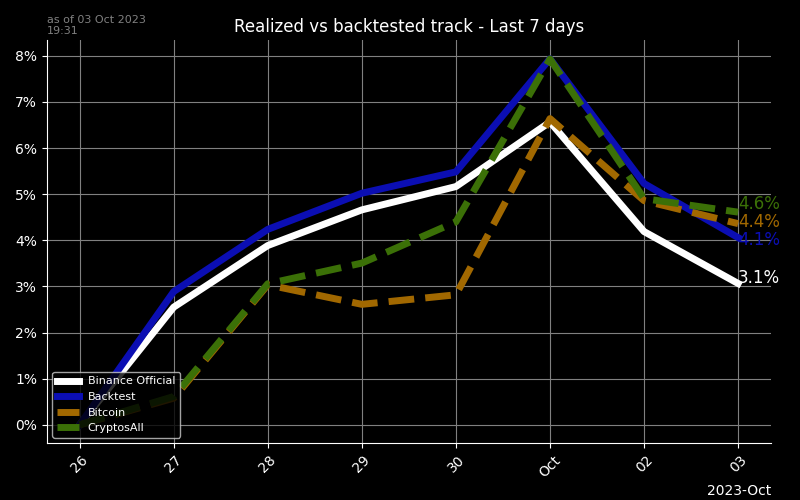 as of 03 Oct 2023
19:31
Realized vs backtested track - Last 7 days
8%
7%
6%
5%
4%
3%
2%
1%
0%
4.6%
4.4%
4.1%
3.1%
Binance Official
Backtest
Bitcoin
CryptosAll
26
27
28
29
30
Oct
02
03
2023-Oct